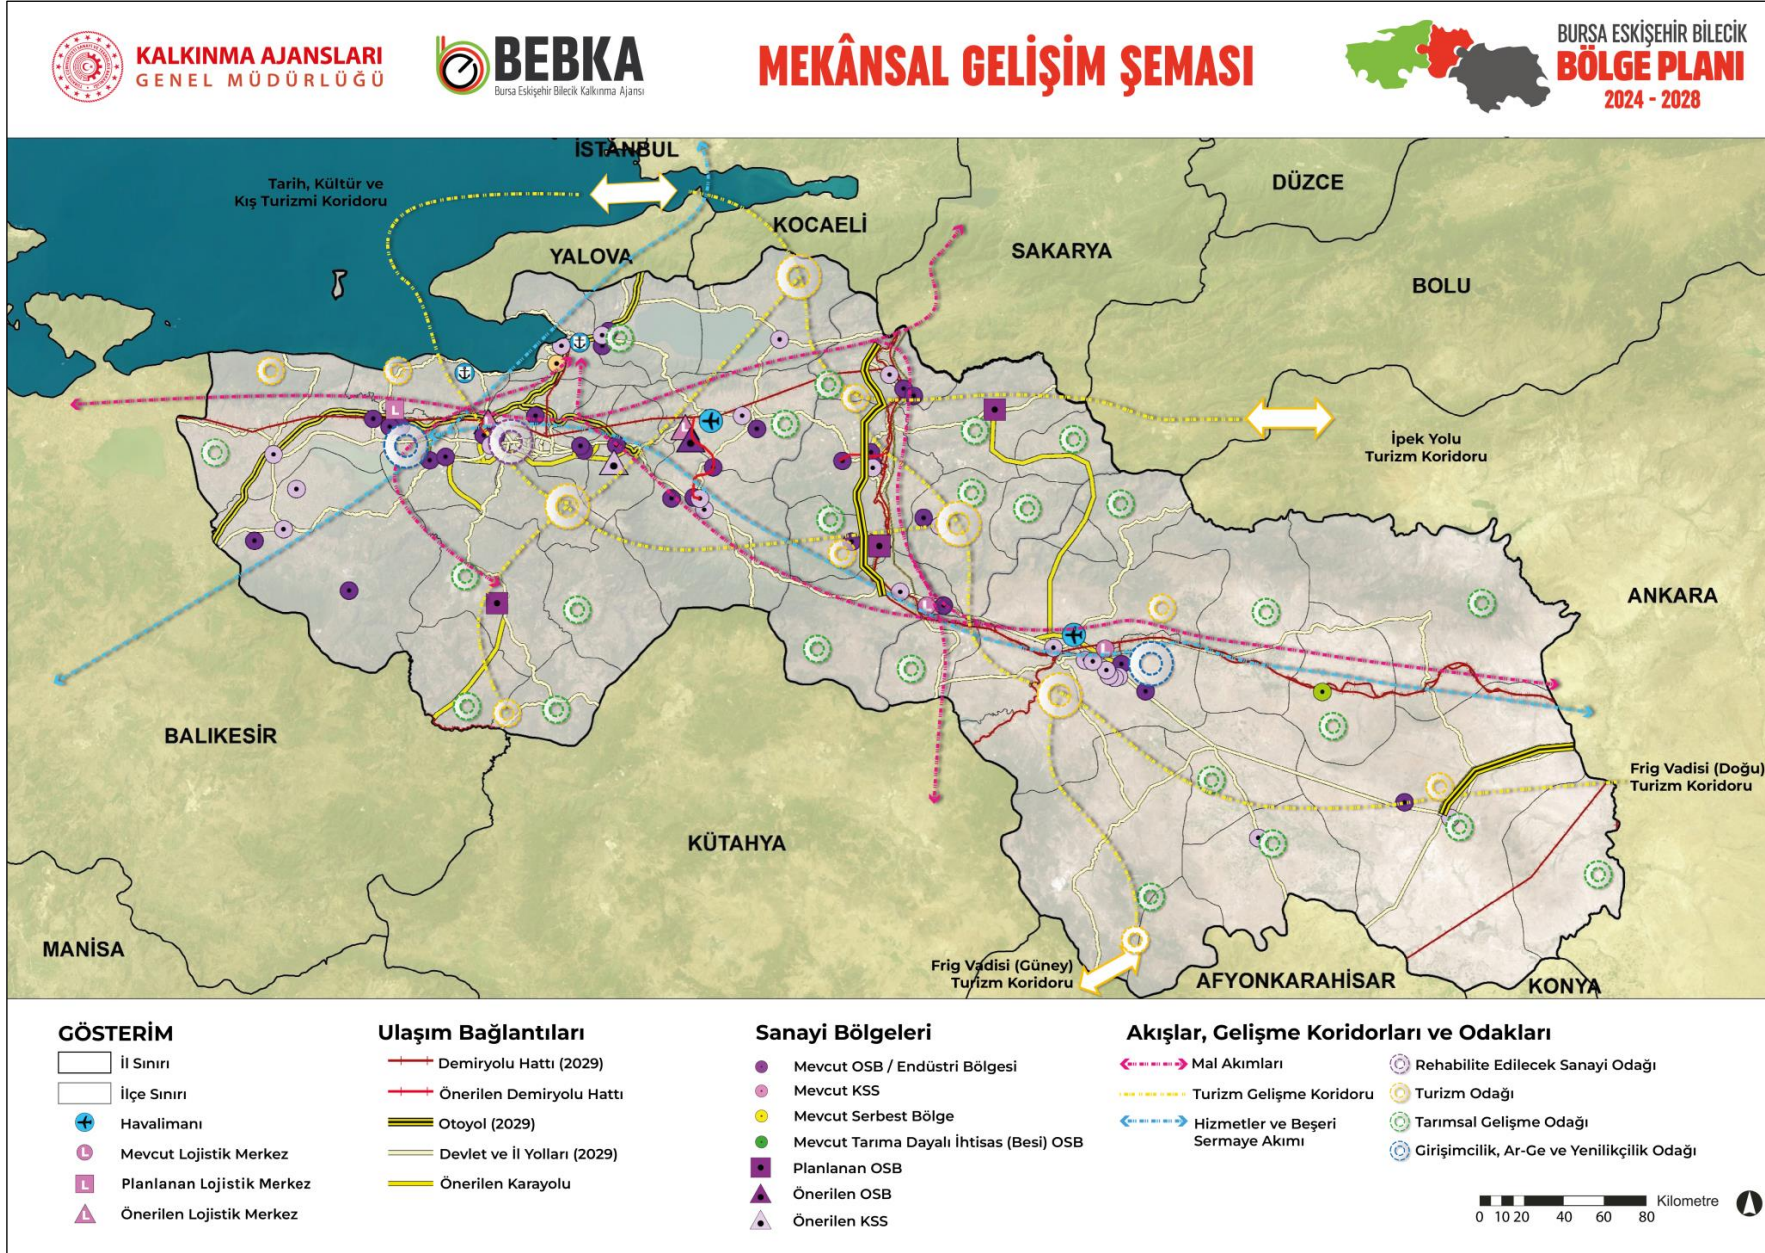 KALKINMA AJANSLARI
GENEL MÜDÜRLÜĞÜ
BEBKA
Bursa Eskişehir Bilecik Kalkınma Ajansı
MEKÂNSAL GELİŞİM ŞEMASI
BURSA ESKİŞEHİR BİLECİK
BÖLGE PLANI
2024 - 2028
İSTANBUL
Tarih, Kültür ve
Kış Turizmi Koridoru
DÜZCE
KOCAELİ
YALOVA
SAKARYA
BOLU
L
İpek Yolu
Turizm Koridoru
L
ANKARA
L
L
BALIKESİR
Frig Vadisi (Doğu)
Turizm Koridoru
KÜTAHYA
MANİSA
Frig Vadisi (Güney)
Turizm Koridoru
AFYONKARAHİSAR
KONYA
GÖSTERİM
İl Sınırı
İlçe Sınırı
Havalimanı
L Mevcut Lojistik Merkez
L Planlanan Lojistik Merkez
L Önerilen Lojistik Merkez
Ulaşım Bağlantıları
Demiryolu Hattı (2029)
Önerilen Demiryolu Hattı
Otoyol (2029)
Devlet ve İl Yolları (2029)
Önerilen Karayolu
Sanayi Bölgeleri
Mevcut OSB / Endüstri Bölgesi
Mevcut KSS
Mevcut Serbest Bölge
Mevcut Tarıma Dayalı İhtisas (Besi) OSB
Planlanan OSB
Önerilen OSB
Önerilen KSS
Akışlar, Gelişme Koridorları ve Odakları
Mal Akımları
Turizm Gelişme Koridoru
Hizmetler ve Beşeri
Sermaye Akımı
Rehabilite Edilecek Sanayi Odağı
Turizm Odağı
Tarımsal Gelişme Odağı
Girişimcilik, Ar-Ge ve Yenilikçilik Odağı
Kilometre
0 10 20 40 60 80